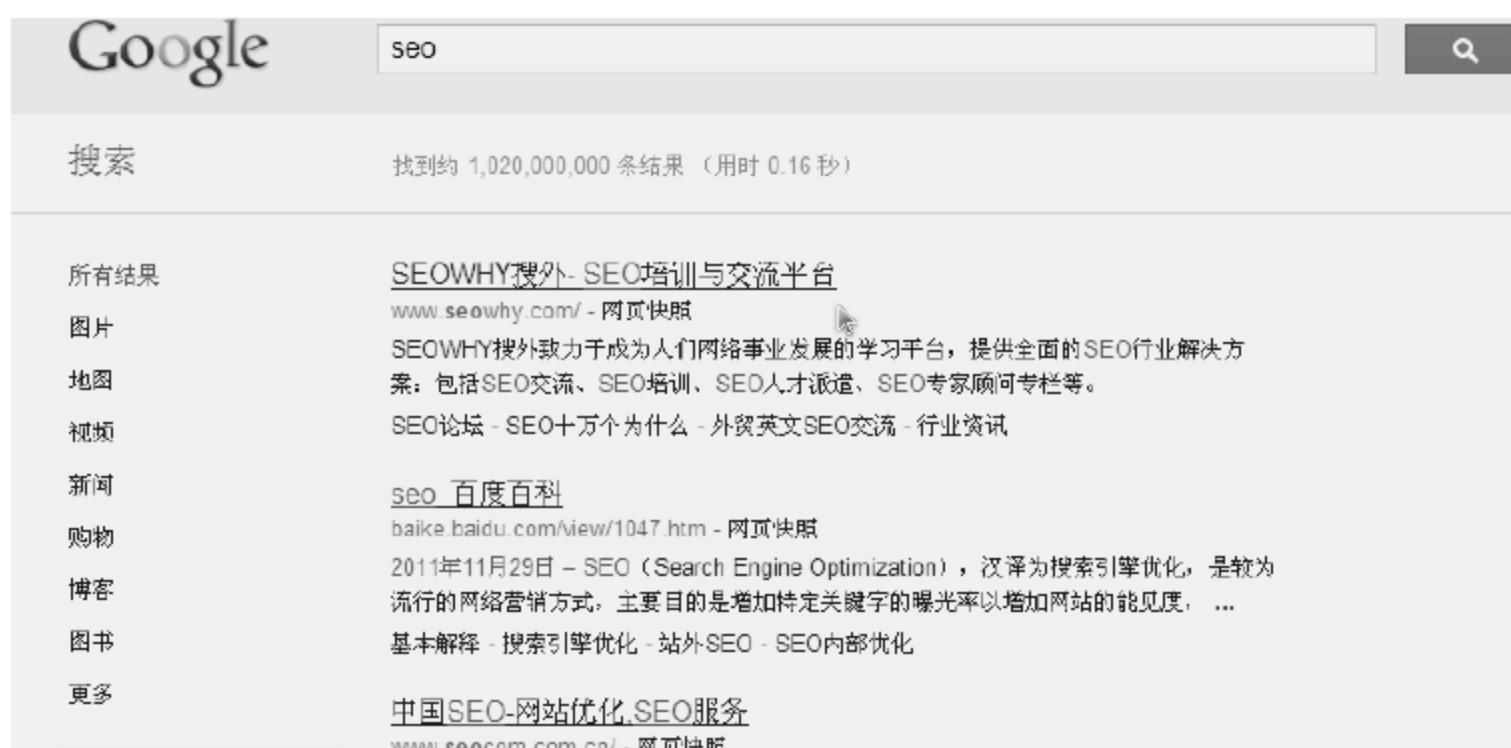 Google
seo
搜索
找到约 1,020,000,000 条结果 （用时 0.16 秒）
所有结果
图片
地图
视频
新闻
购物
博客
图书
更多
SEOWHY搜外- SEO培训与交流平台
www.seowhy.com/ - 网页快照
SEOWHY搜外致力于成为人们网络事业发展的学习平台，提供全面的SEO行业解决方
案：包括SEO交流、SEO培训、SEO人才派遣、SEO专家顾问专栏等。
SEO论坛 - SEO十万个为什么 - 外贸英文SEO交流 - 行业资讯
seo_百度百科
baike.baidu.com/view/1047.htm - 网页快照
2011年11月29日 – SEO（Search Engine Optimization），汉译为搜索引擎优化，是较为
流行的网络营销方式，主要目的是增加特定关键字的曝光率以增加网站的能见度， ...
基本解释 - 搜索引擎优化 - 站外SEO - SEO内部优化
中国SEO-网站优化,SEO服务
www.seocom.com.cn/ - 网页快照